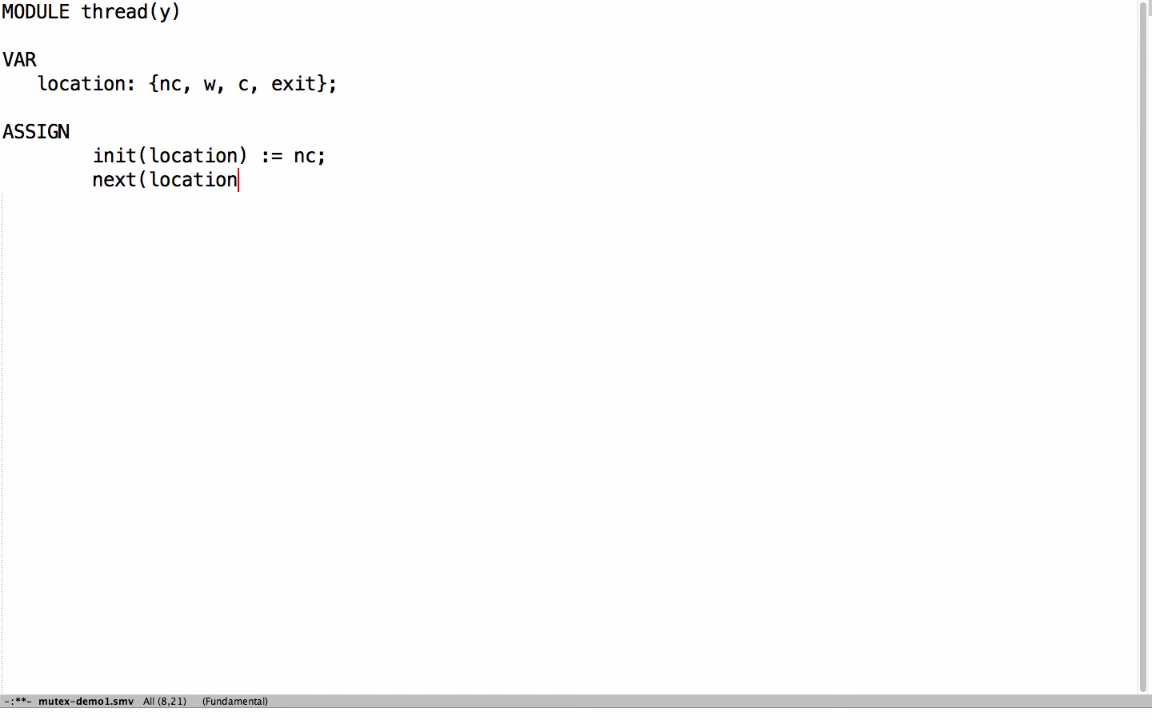 MODULE thread(y)
VAR
location: {nc, w, c, exit};
ASSIGN
init(location) := nc;
next(location
-:**- mutex-demo1.smv All (8,21) (Fundamental)